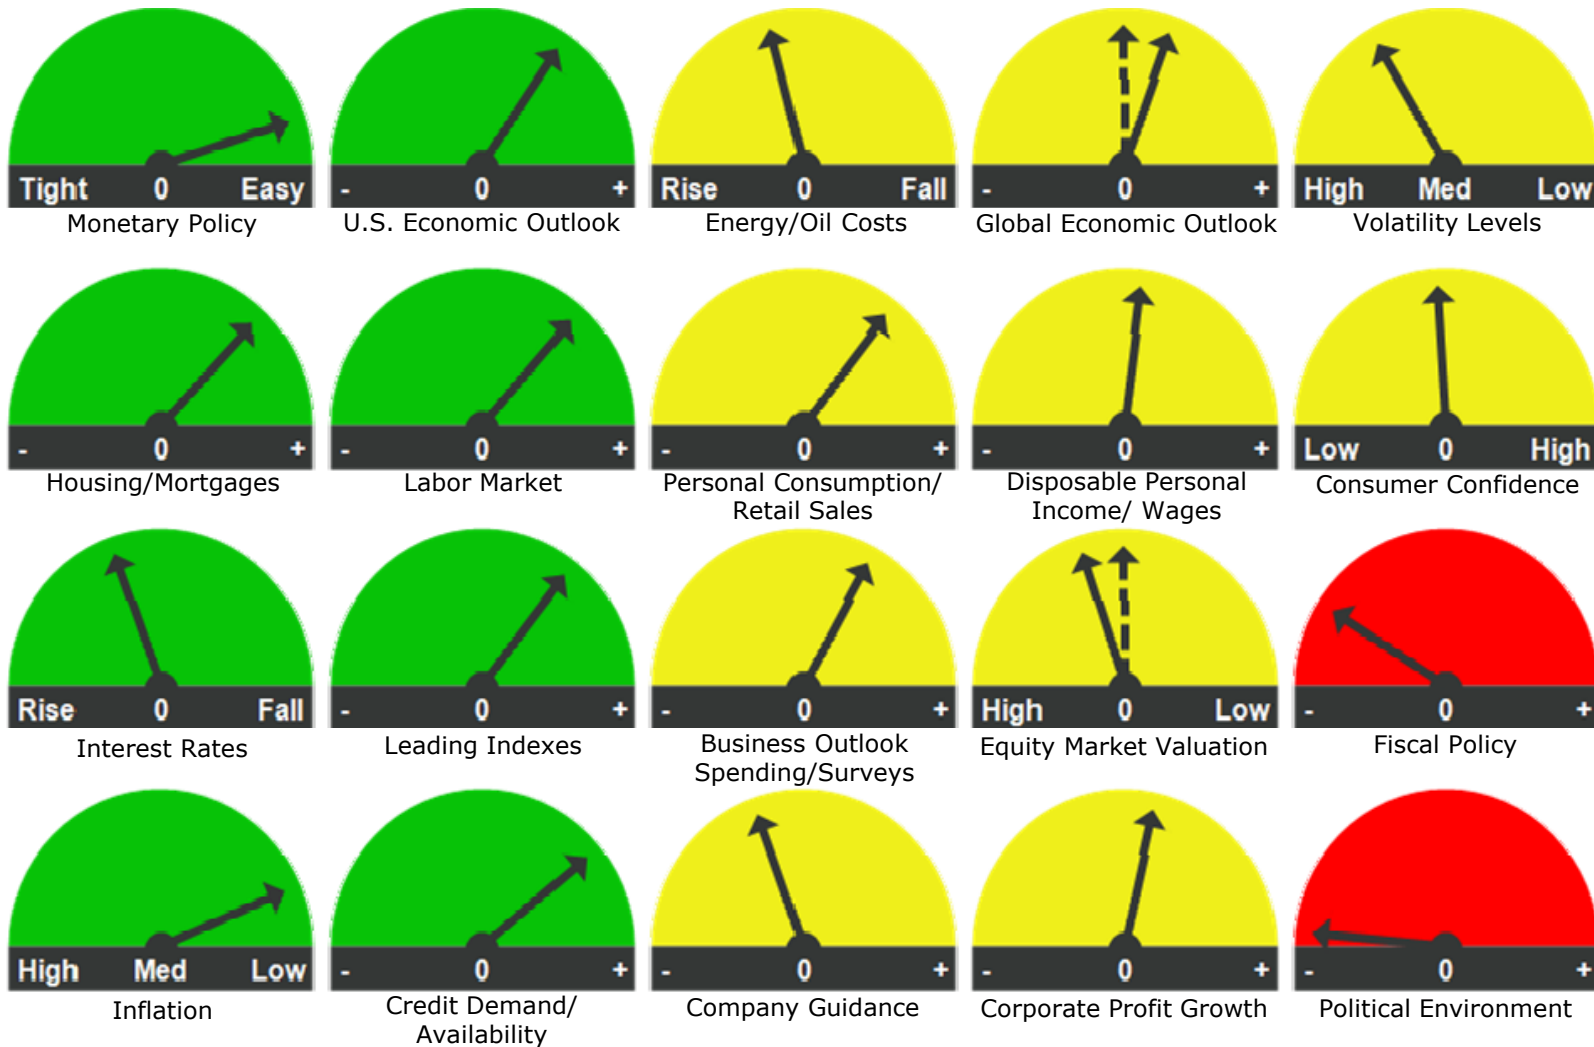 Tight 0 Easy
Monetary Policy
- 0 +
U.S. Economic Outlook
Rise 0 Fall
Energy/Oil Costs
- 0 +
Global Economic Outlook
High Med Low
Volatility Levels
- 0 +
Housing/Mortgages
- 0 +
Labor Market
- 0 +
Personal Consumption/
Retail Sales
- 0 +
Disposable Personal
Income/ Wages
Low 0 High
Consumer Confidence
Rise 0 Fall
Interest Rates
- 0 +
Leading Indexes
- 0 +
Business Outlook
Spending/Surveys
High 0 Low
Equity Market Valuation
- 0 +
Fiscal Policy
High Med Low
Inflation
- 0 +
Credit Demand/
Availability
- 0 +
Company Guidance
- 0 +
Corporate Profit Growth
- 0 +
Political Environment